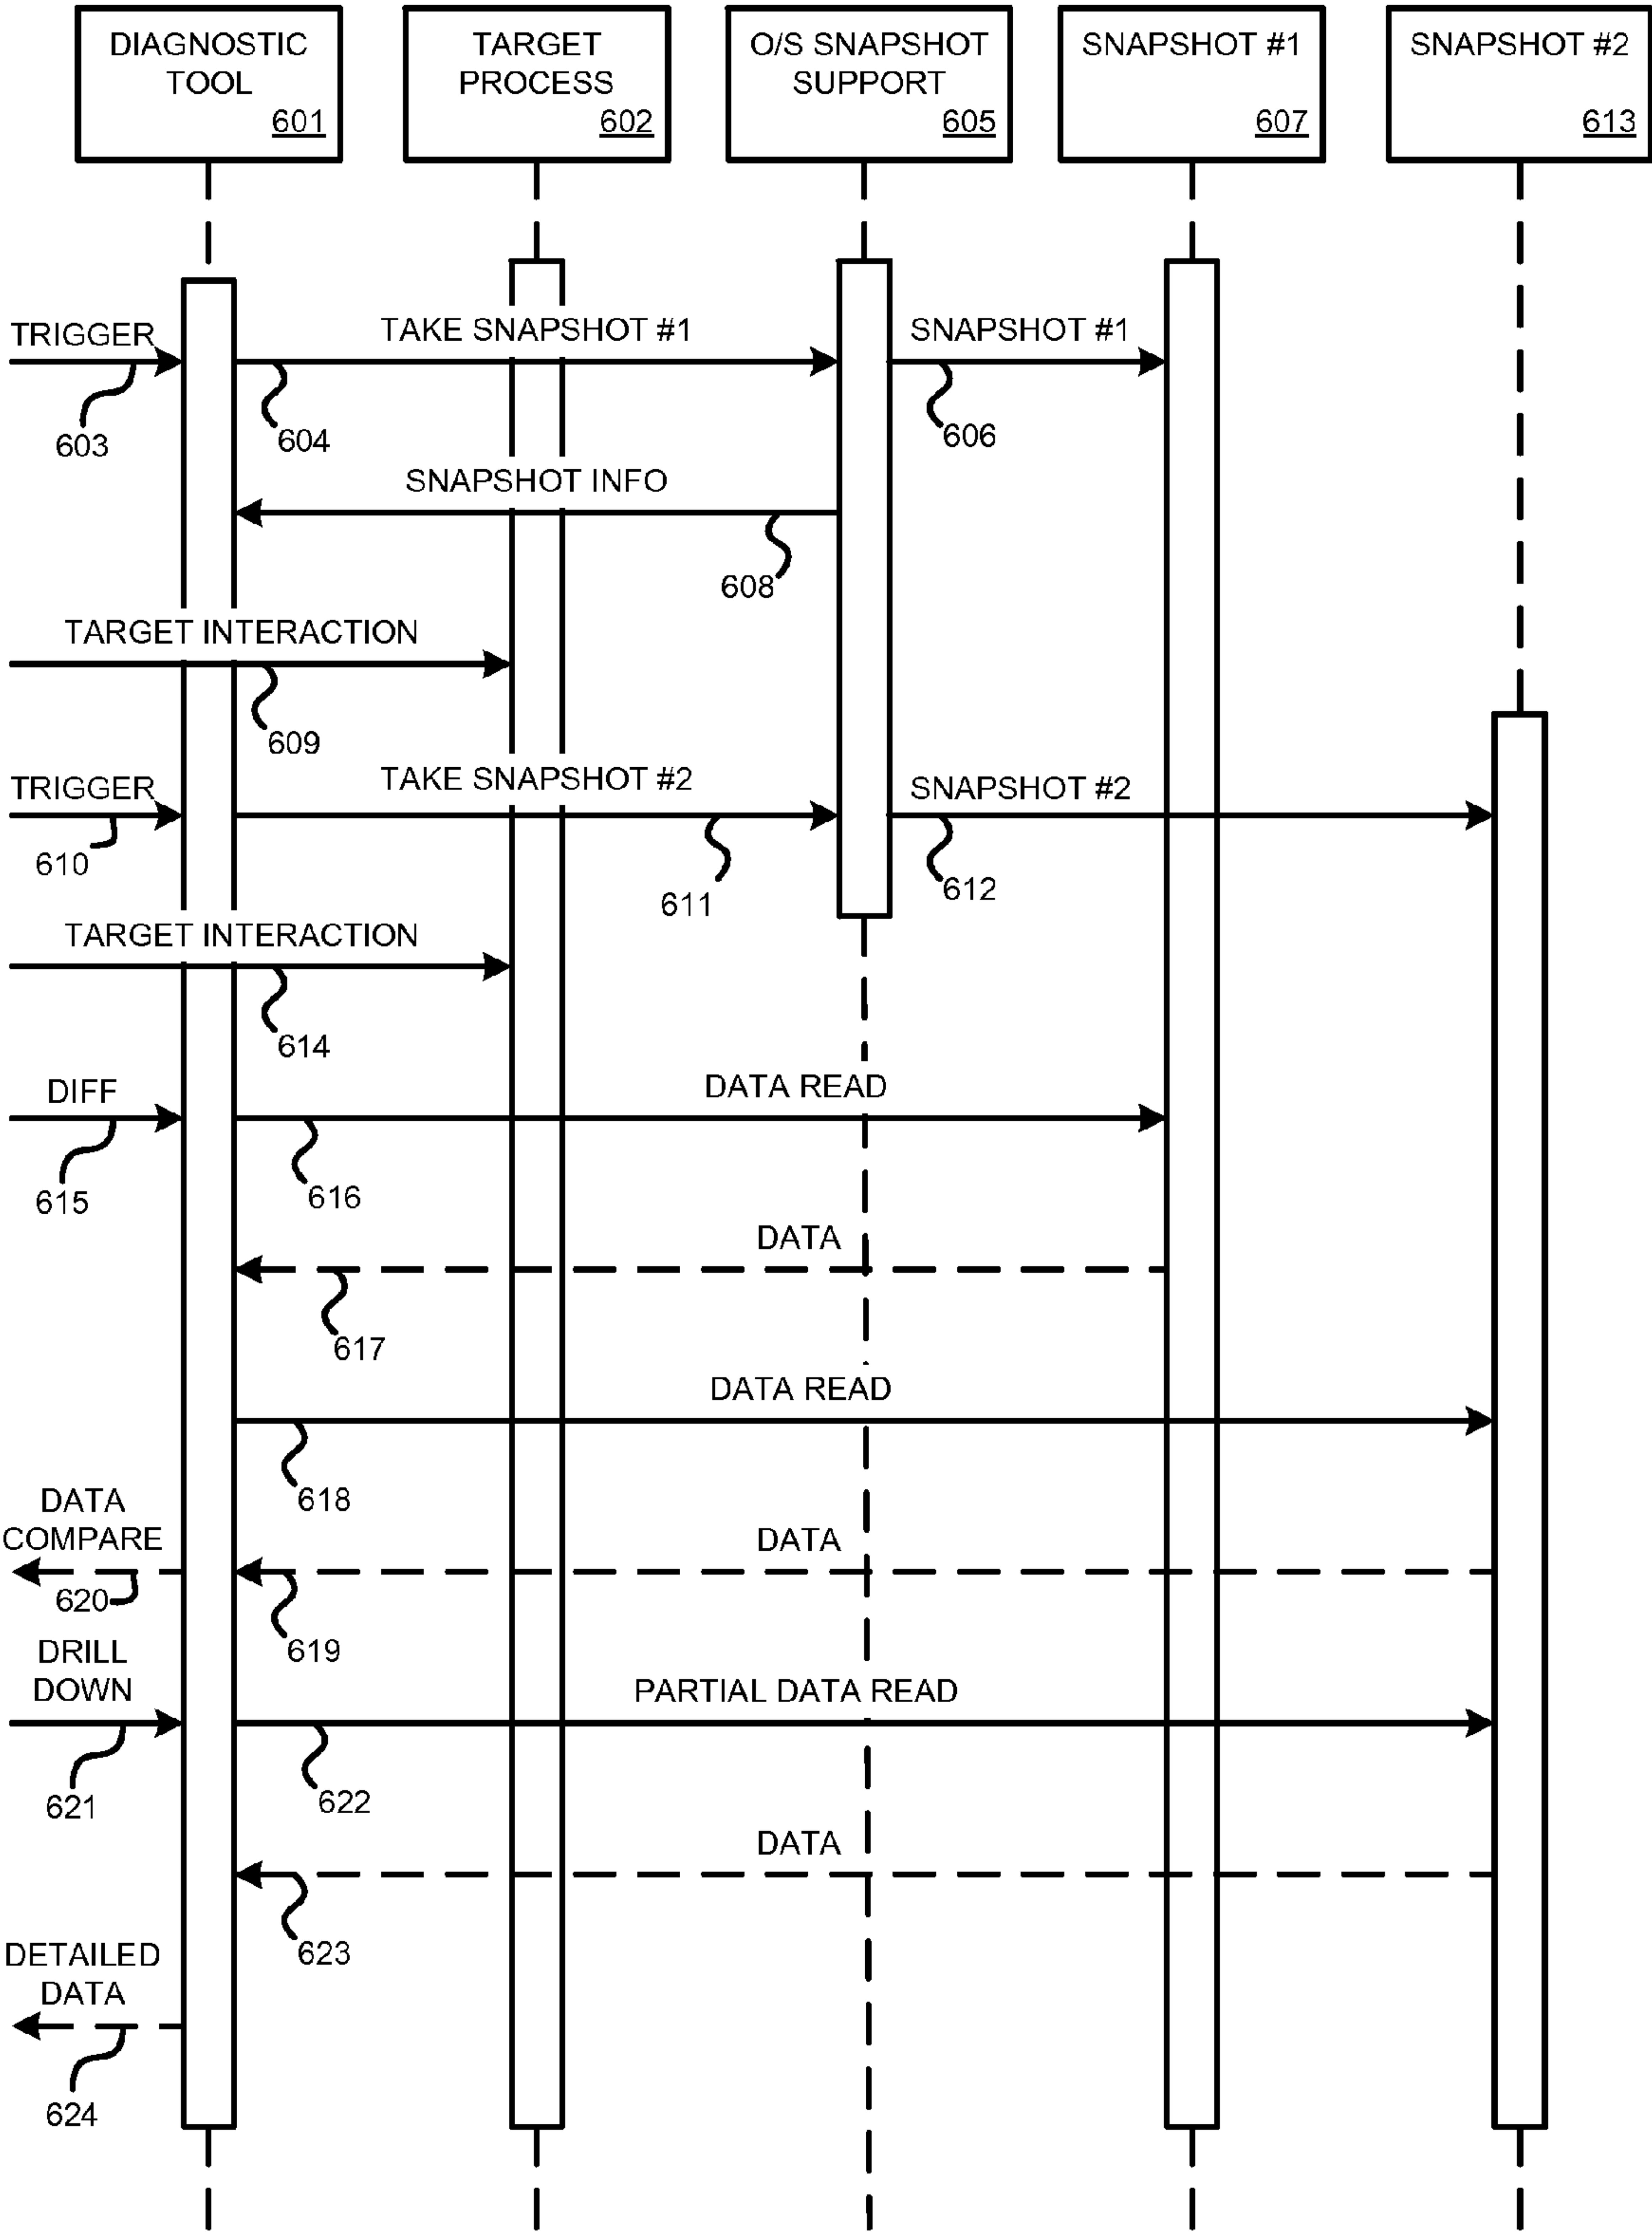 DIAGNOSTIC
TOOL
601
TARGET
PROCESS
602
O/S SNAPSHOT
SUPPORT
605
SNAPSHOT #1
607
SNAPSHOT #2
613
TRIGGER
TAKE SNAPSHOT #1
SNAPSHOT #1
603
604
606
SNAPSHOT INFO
608
TARGET INTERACTION
609
TRIGGER
TAKE SNAPSHOT #2
SNAPSHOT #2
610
611
612
TARGET INTERACTION
614
DIFF
DATA READ
615
616
DATA
617
DATA READ
618
DATA
COMPARE
DATA
620
619
DRILL
DOWN
PARTIAL DATA READ
621
622
DATA
623
DETAILED
DATA
624